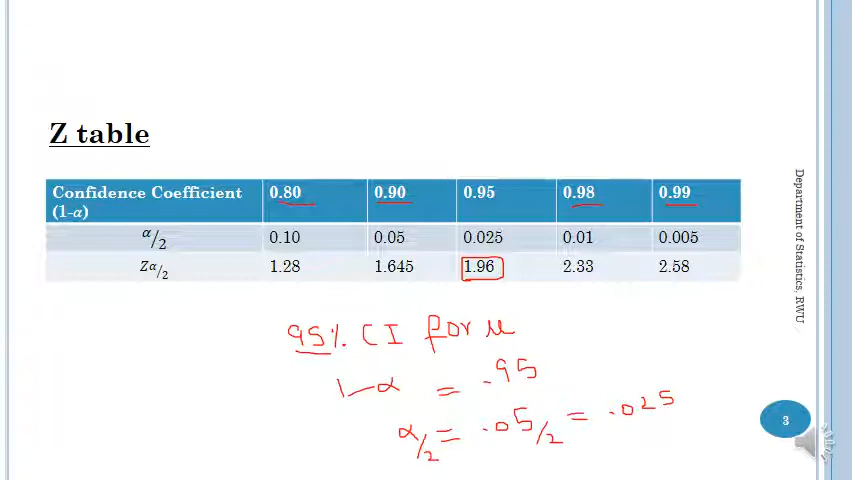 Z table
Confidence Coefficient (1-α) 0.80 0.90 0.95 0.98 0.99
α/2 0.10 0.05 0.025 0.01 0.005
Zα/2 1.28 1.645 1.96 2.33 2.58
95% CI for μ
1-α = .95
α/2 = .05/2 = .025
Department of Statistics, RWU
3